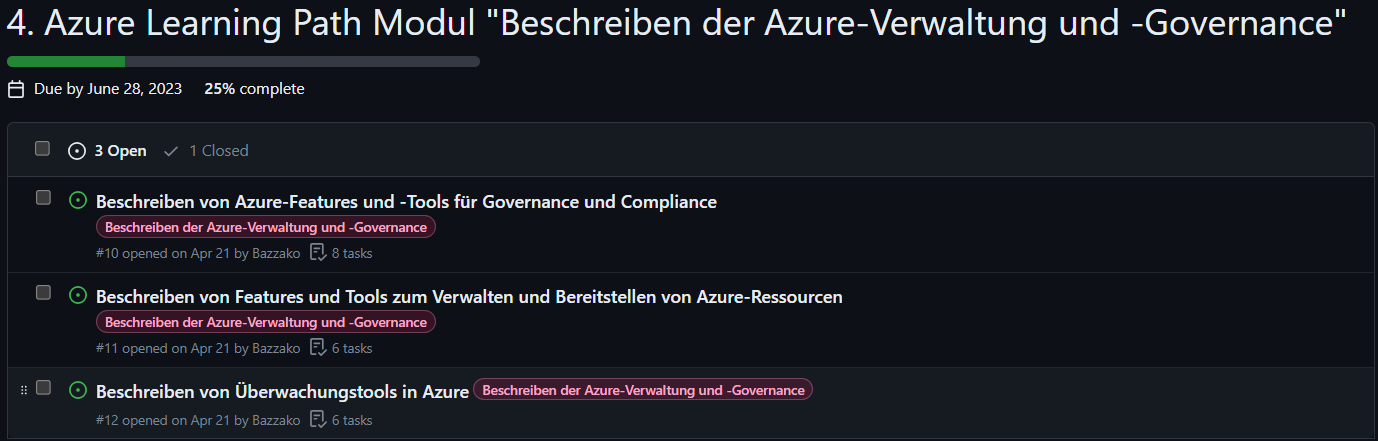 4. Azure Learning Path Modul "Beschreiben der Azure-Verwaltung und -Governance"
Due by June 28, 2023 25% complete
3 Open 1 Closed
Beschreiben von Azure-Features und -Tools für Governance und Compliance
Beschreiben der Azure-Verwaltung und -Governance
#10 opened on Apr 21 by Bazzako 8 tasks
Beschreiben von Features und Tools zum Verwalten und Bereitstellen von Azure-Ressourcen
Beschreiben der Azure-Verwaltung und -Governance
#11 opened on Apr 21 by Bazzako 6 tasks
Beschreiben von Überwachungstools in Azure Beschreiben der Azure-Verwaltung und -Governance
#12 opened on Apr 21 by Bazzako 6 tasks